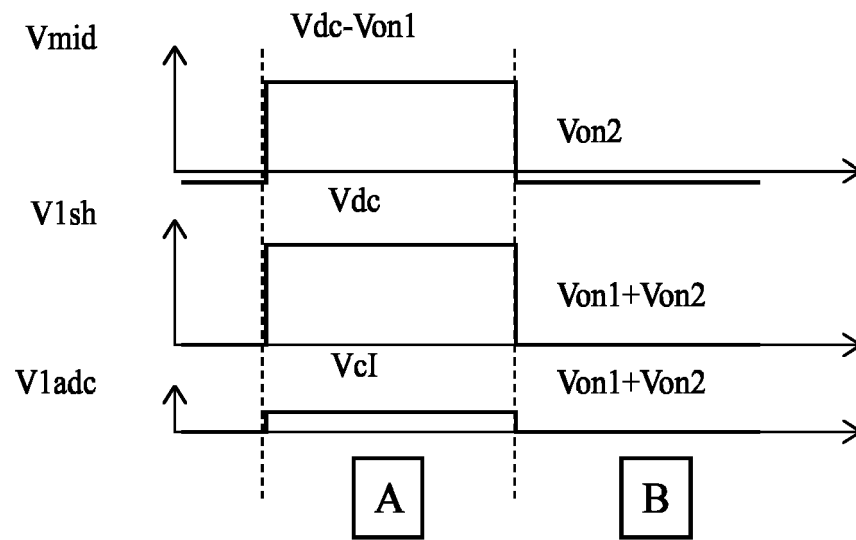 Vdc-Von1
Vmid
Von2
Vdc
V1sh
Von1+Von2
VcI
V1adc
Von1+Von2
A
B